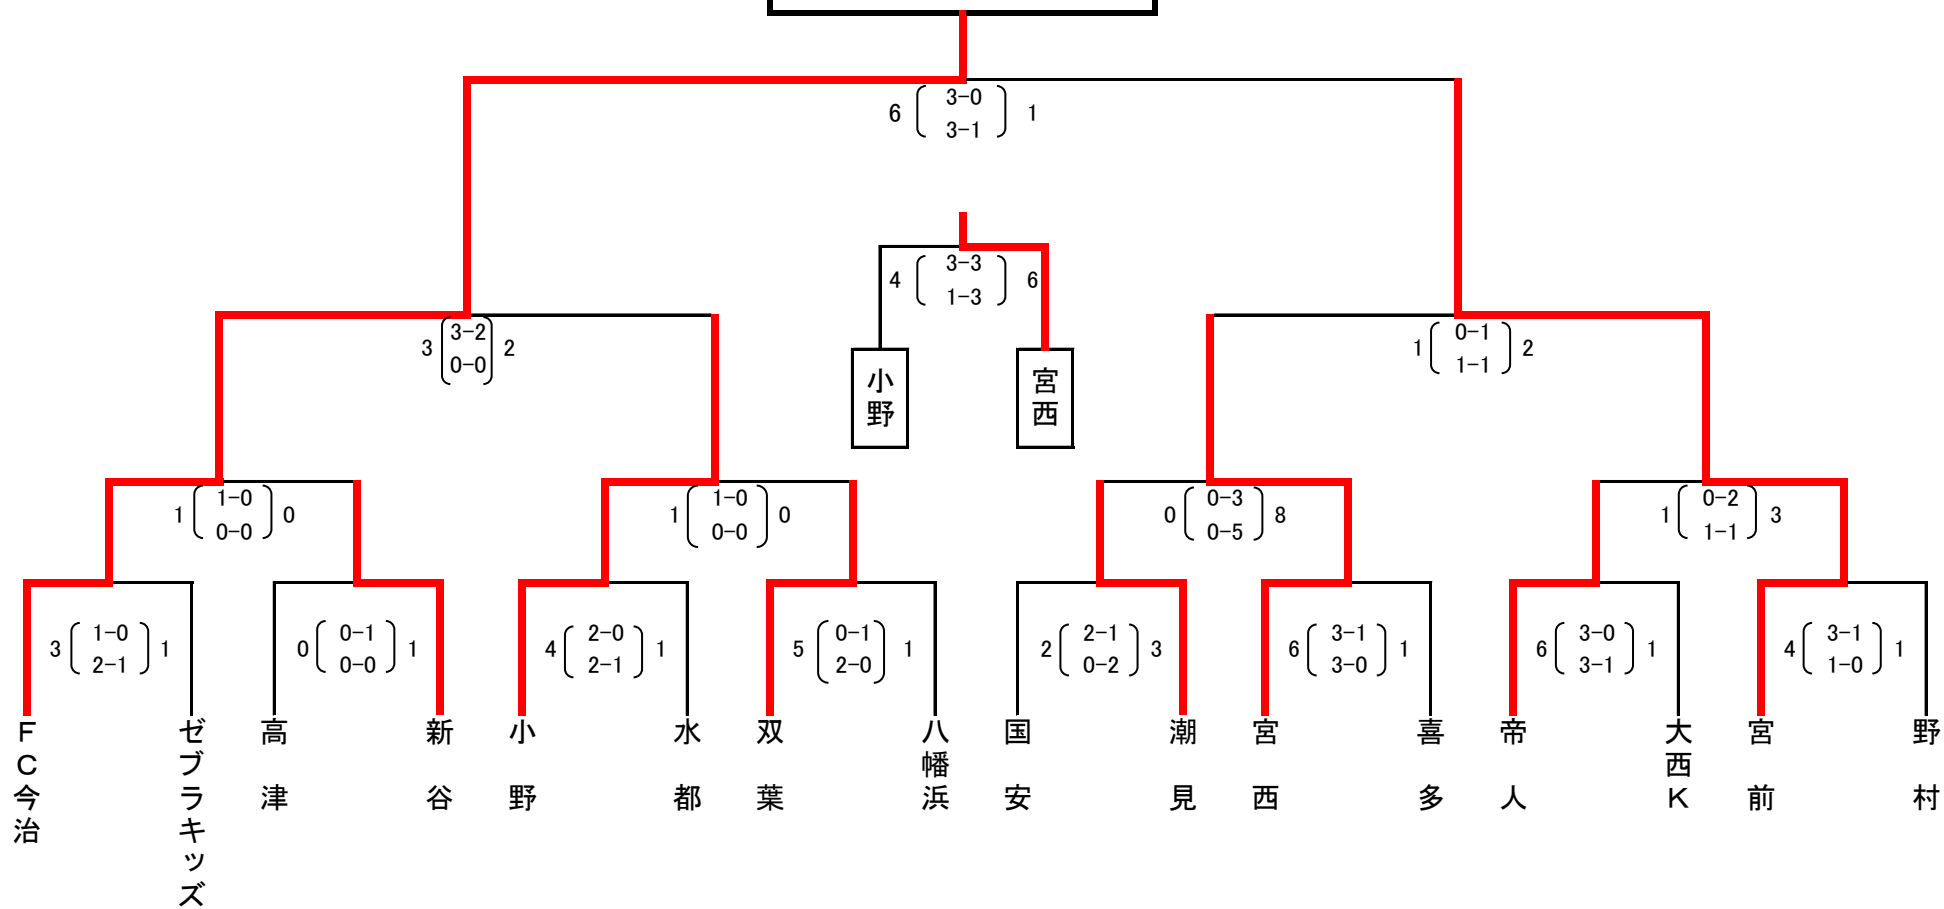 6 3-0 1
3-1
4 3-3 6
1-3
3 3-2 2
0-0
1 0-1 2
1-1
小野
宮西
1 1-0 0
0-0
1 1-0 0
0-0
0 0-3 8
0-5
1 0-2 3
1-1
3 1-0 1
2-1
0 0-1 1
0-0
4 2-0 1
2-1
5 0-1 1
2-0
2 2-1 3
0-2
6 3-1 1
3-0
6 3-0 1
3-1
4 3-1 1
1-0
FC今治
ゼブラキッズ
高津
新谷
小野
水都
双葉
八幡浜
国安
潮見
宮西
喜多
帝人
大西K
宮前
野村